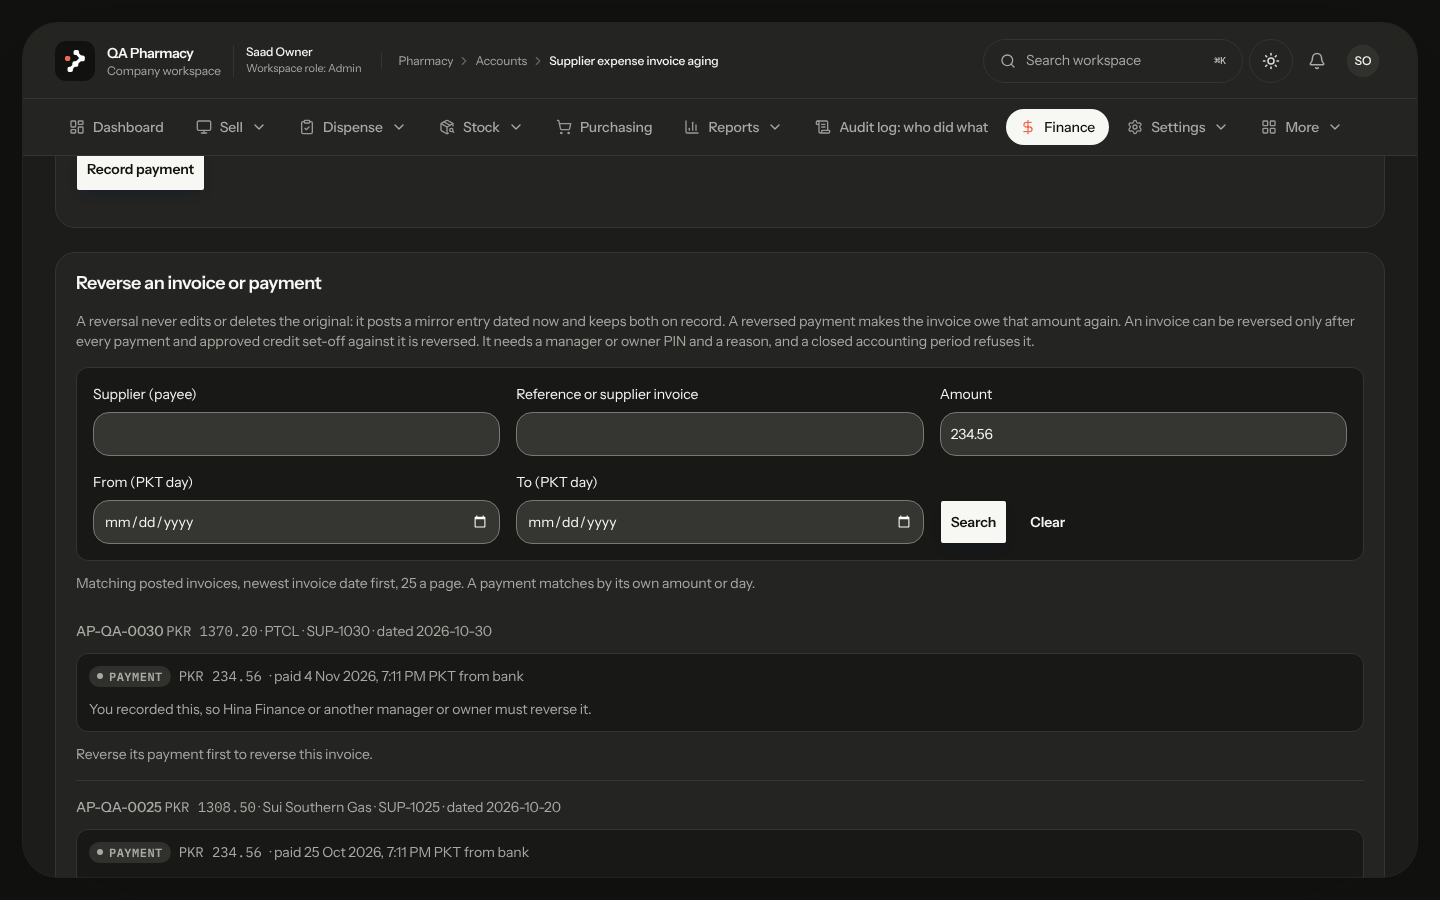 QA Pharmacy
Company workspace
Saad Owner
Workspace role: Admin
Pharmacy > Accounts > Supplier expense invoice aging
Search workspace ⌘K
SO
Dashboard Sell Dispense Stock Purchasing Reports Audit log: who did what Finance Settings More
Record payment
Reverse an invoice or payment
A reversal never edits or deletes the original: it posts a mirror entry dated now and keeps both on record. A reversed payment makes the invoice owe that amount again. An invoice can be reversed only after
every payment and approved credit set-off against it is reversed. It needs a manager or owner PIN and a reason, and a closed accounting period refuses it.
Supplier (payee) Reference or supplier invoice Amount
234.56
From (PKT day) To (PKT day)
mm/dd/yyyy mm/dd/yyyy Search Clear
Matching posted invoices, newest invoice date first, 25 a page. A payment matches by its own amount or day.
AP-QA-0030 PKR 1370.20 · PTCL · SUP-1030 · dated 2026-10-30
PAYMENT PKR 234.56 · paid 4 Nov 2026, 7:11 PM PKT from bank
You recorded this, so Hina Finance or another manager or owner must reverse it.
Reverse its payment first to reverse this invoice.
AP-QA-0025 PKR 1308.50 · Sui Southern Gas · SUP-1025 · dated 2026-10-20
PAYMENT PKR 234.56 · paid 25 Oct 2026, 7:11 PM PKT from bank